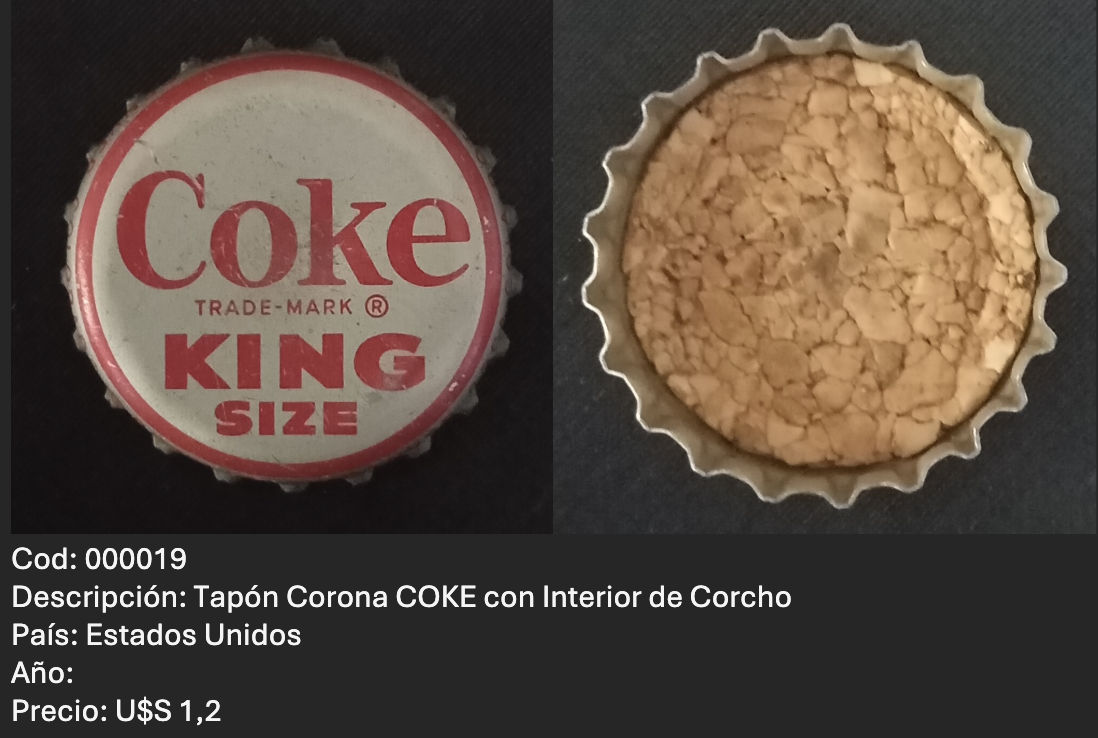 Coke
TRADE-MARK ®
KING
SIZE
Cod: 000019
Descripción: Tapón Corona COKE con Interior de Corcho
País: Estados Unidos
Año:
Precio: U$S 1,2